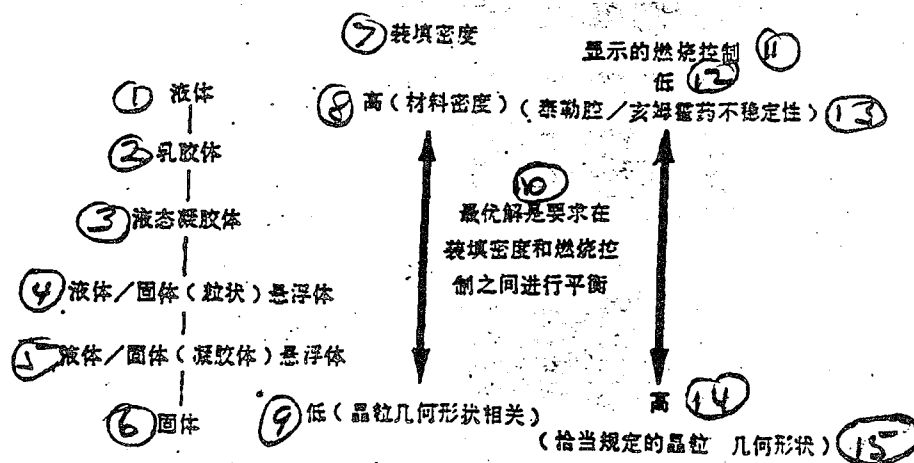 ⑦ 装填密度
显示的燃烧控制 ⑪
① 液体
低 ⑫
⑧ 高(材料密度)
(泰勒腔/亥姆霍药不稳定性) ⑬
② 乳胶体
③ 液态凝胶体
⑩
最优解是要求在
装填密度和燃烧控
制之间进行平衡
④ 液体/固体(粒状)悬浮体
⑤ 液体/固体(凝胶体)悬浮体
⑥ 固体
⑨ 低(晶粒几何形状相关)
高 ⑭
(恰当规定的晶粒 几何形状) ⑮